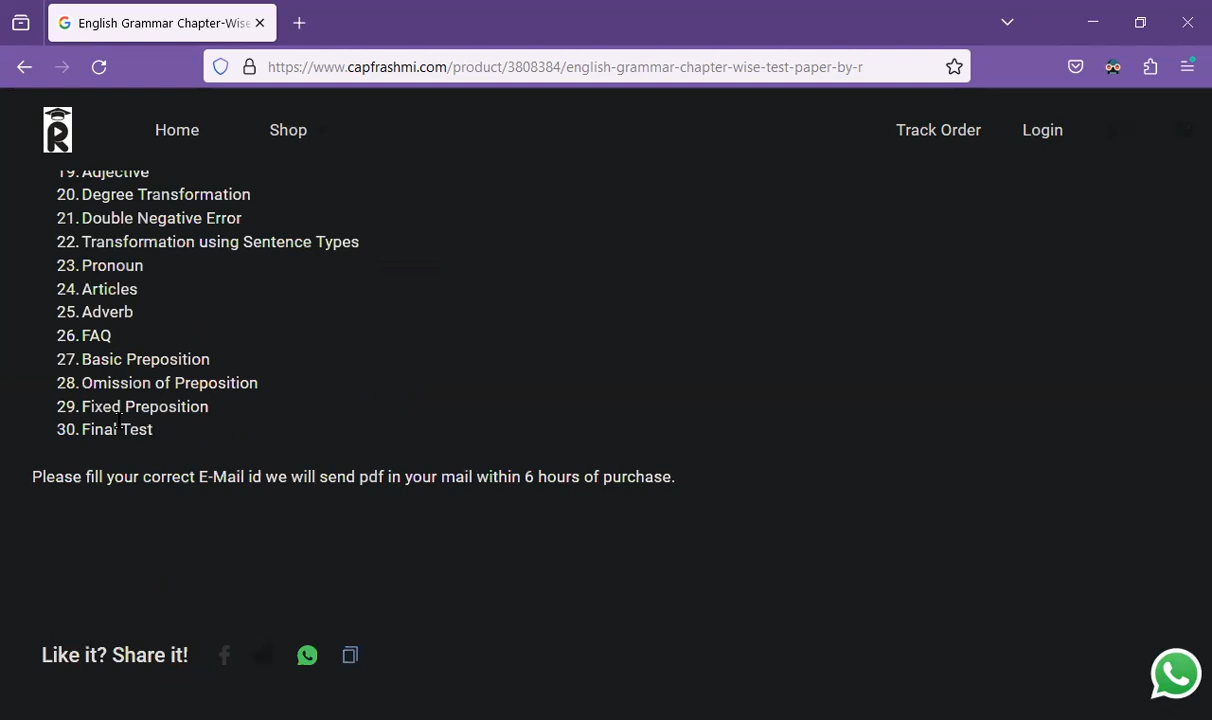 English Grammar Chapter-Wise
https://www.capfrashmi.com/product/3808384/english-grammar-chapter-wise-test-paper-by-r
R
Home Shop Track Order Login
19. Adjective
20. Degree Transformation
21. Double Negative Error
22. Transformation using Sentence Types
23. Pronoun
24. Articles
25. Adverb
26. FAQ
27. Basic Preposition
28. Omission of Preposition
29. Fixed Preposition
30. Final Test
Please fill your correct E-Mail id we will send pdf in your mail within 6 hours of purchase.
Like it? Share it!